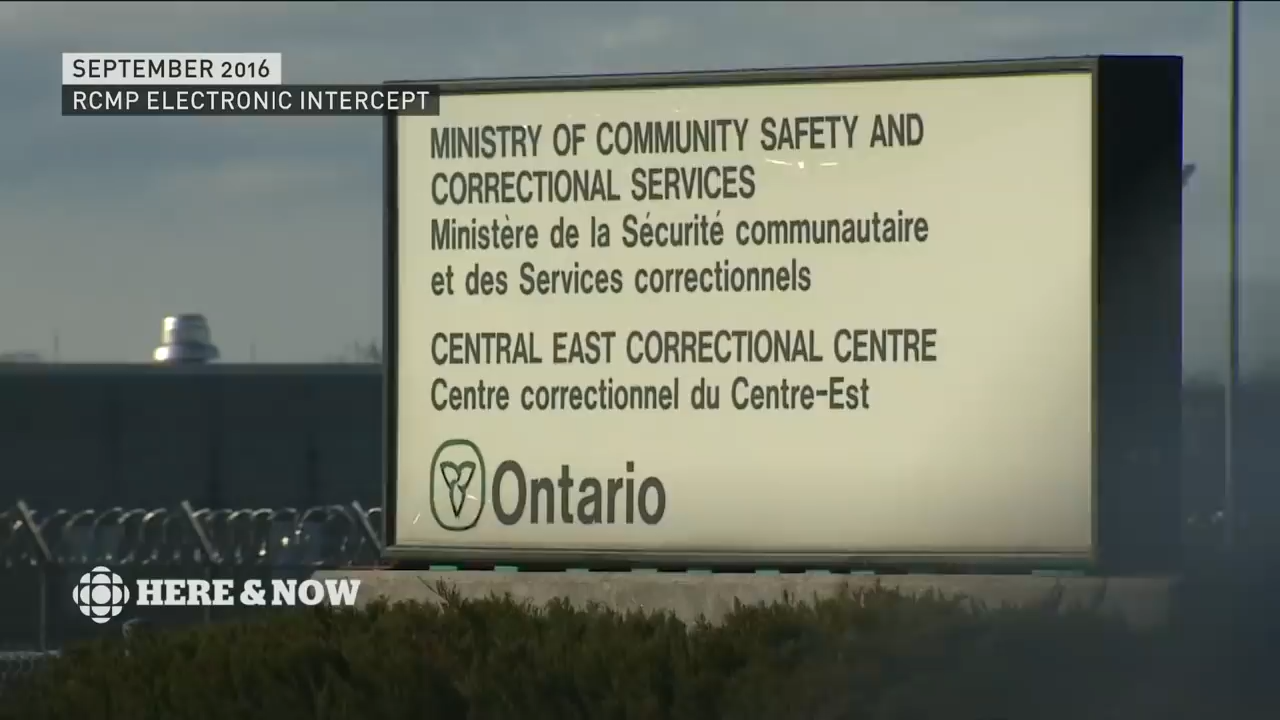 SEPTEMBER 2016
RCMP ELECTRONIC INTERCEPT
MINISTRY OF COMMUNITY SAFETY AND
CORRECTIONAL SERVICES
Ministère de la Sécurité communautaire
et des Services correctionnels
CENTRAL EAST CORRECTIONAL CENTRE
Centre correctionnel du Centre-Est
Ontario
HERE & NOW